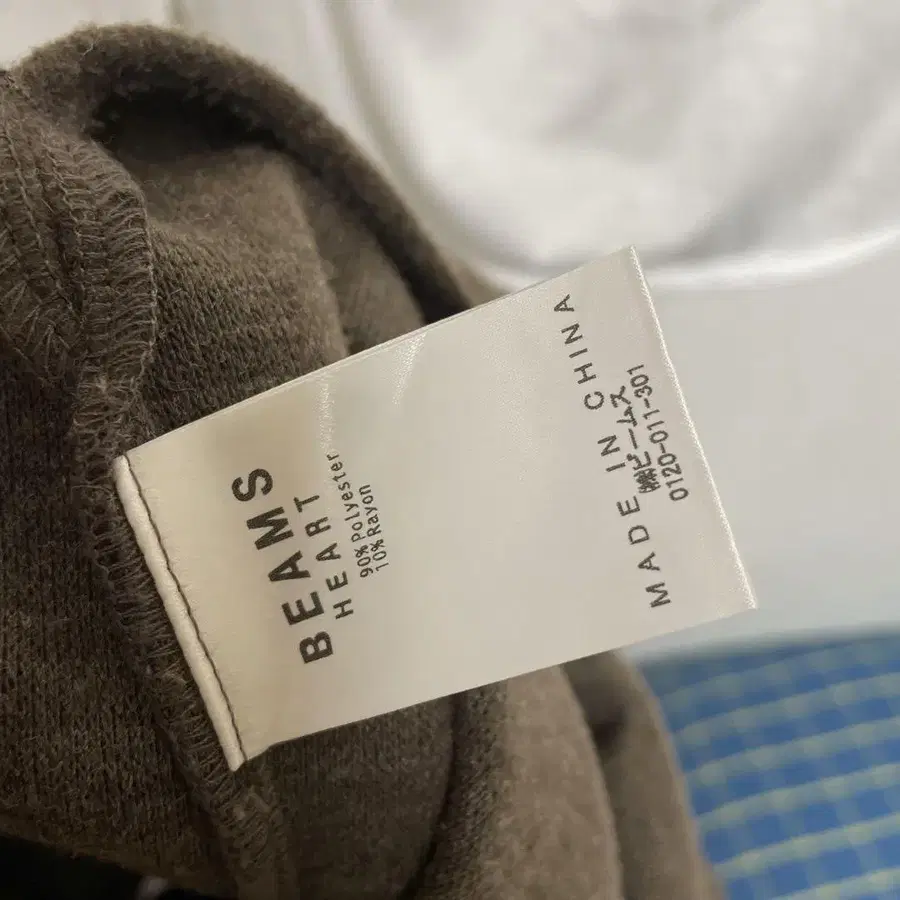 BEAMS
HEART
90% Polyester
10% Rayon
MADE IN CHINA
㈱ビームス
0120-011-301